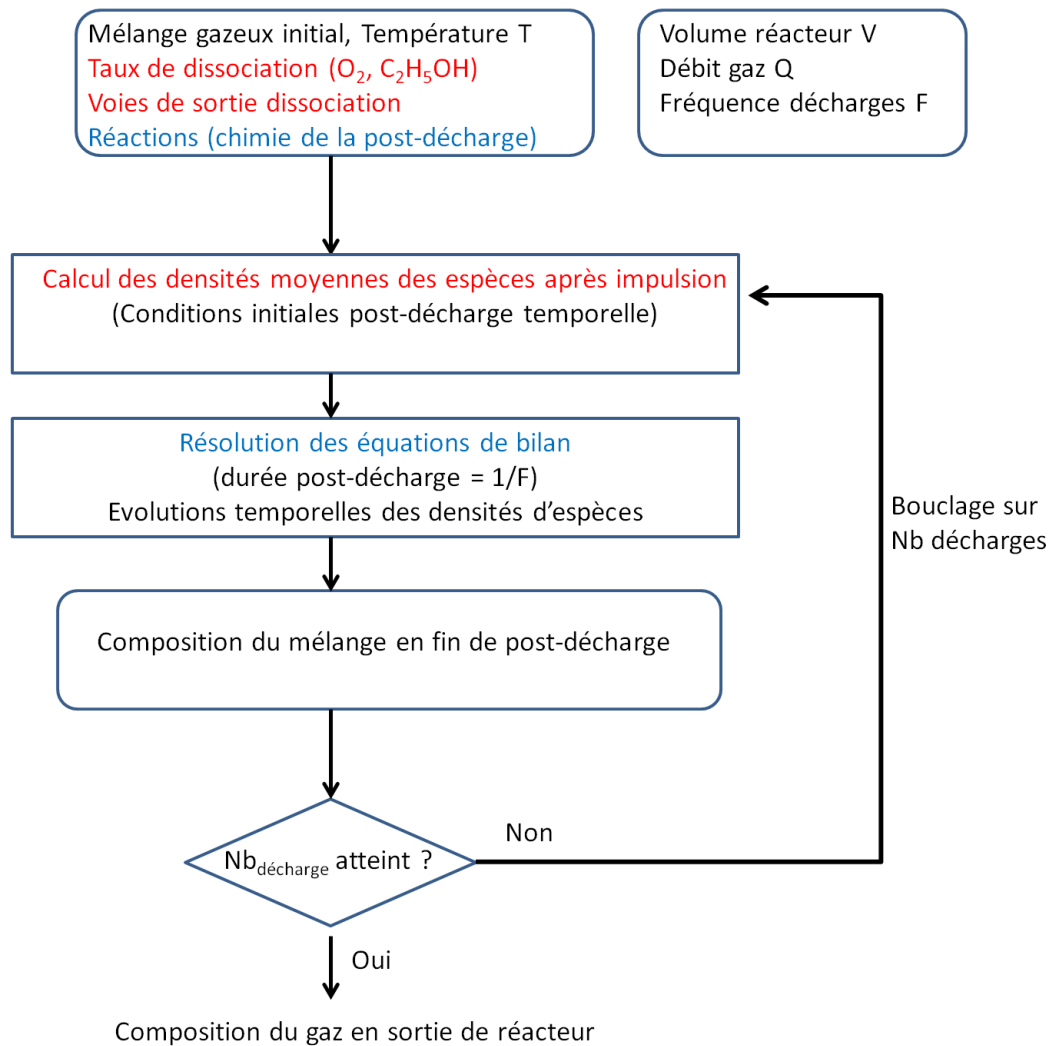 Mélange gazeux initial, Température T
Taux de dissociation (O₂, C₂H₅OH)
Voies de sortie dissociation
Réactions (chimie de la post-décharge)
Volume réacteur V
Débit gaz Q
Fréquence décharges F
Calcul des densités moyennes des espèces après impulsion
(Conditions initiales post-décharge temporelle)
Résolution des équations de bilan
(durée post-décharge = 1/F)
Evolutions temporelles des densités d’espèces
Bouclage sur
Nb décharges
Composition du mélange en fin de post-décharge
Non
Nbdécharge atteint ?
Oui
Composition du gaz en sortie de réacteur